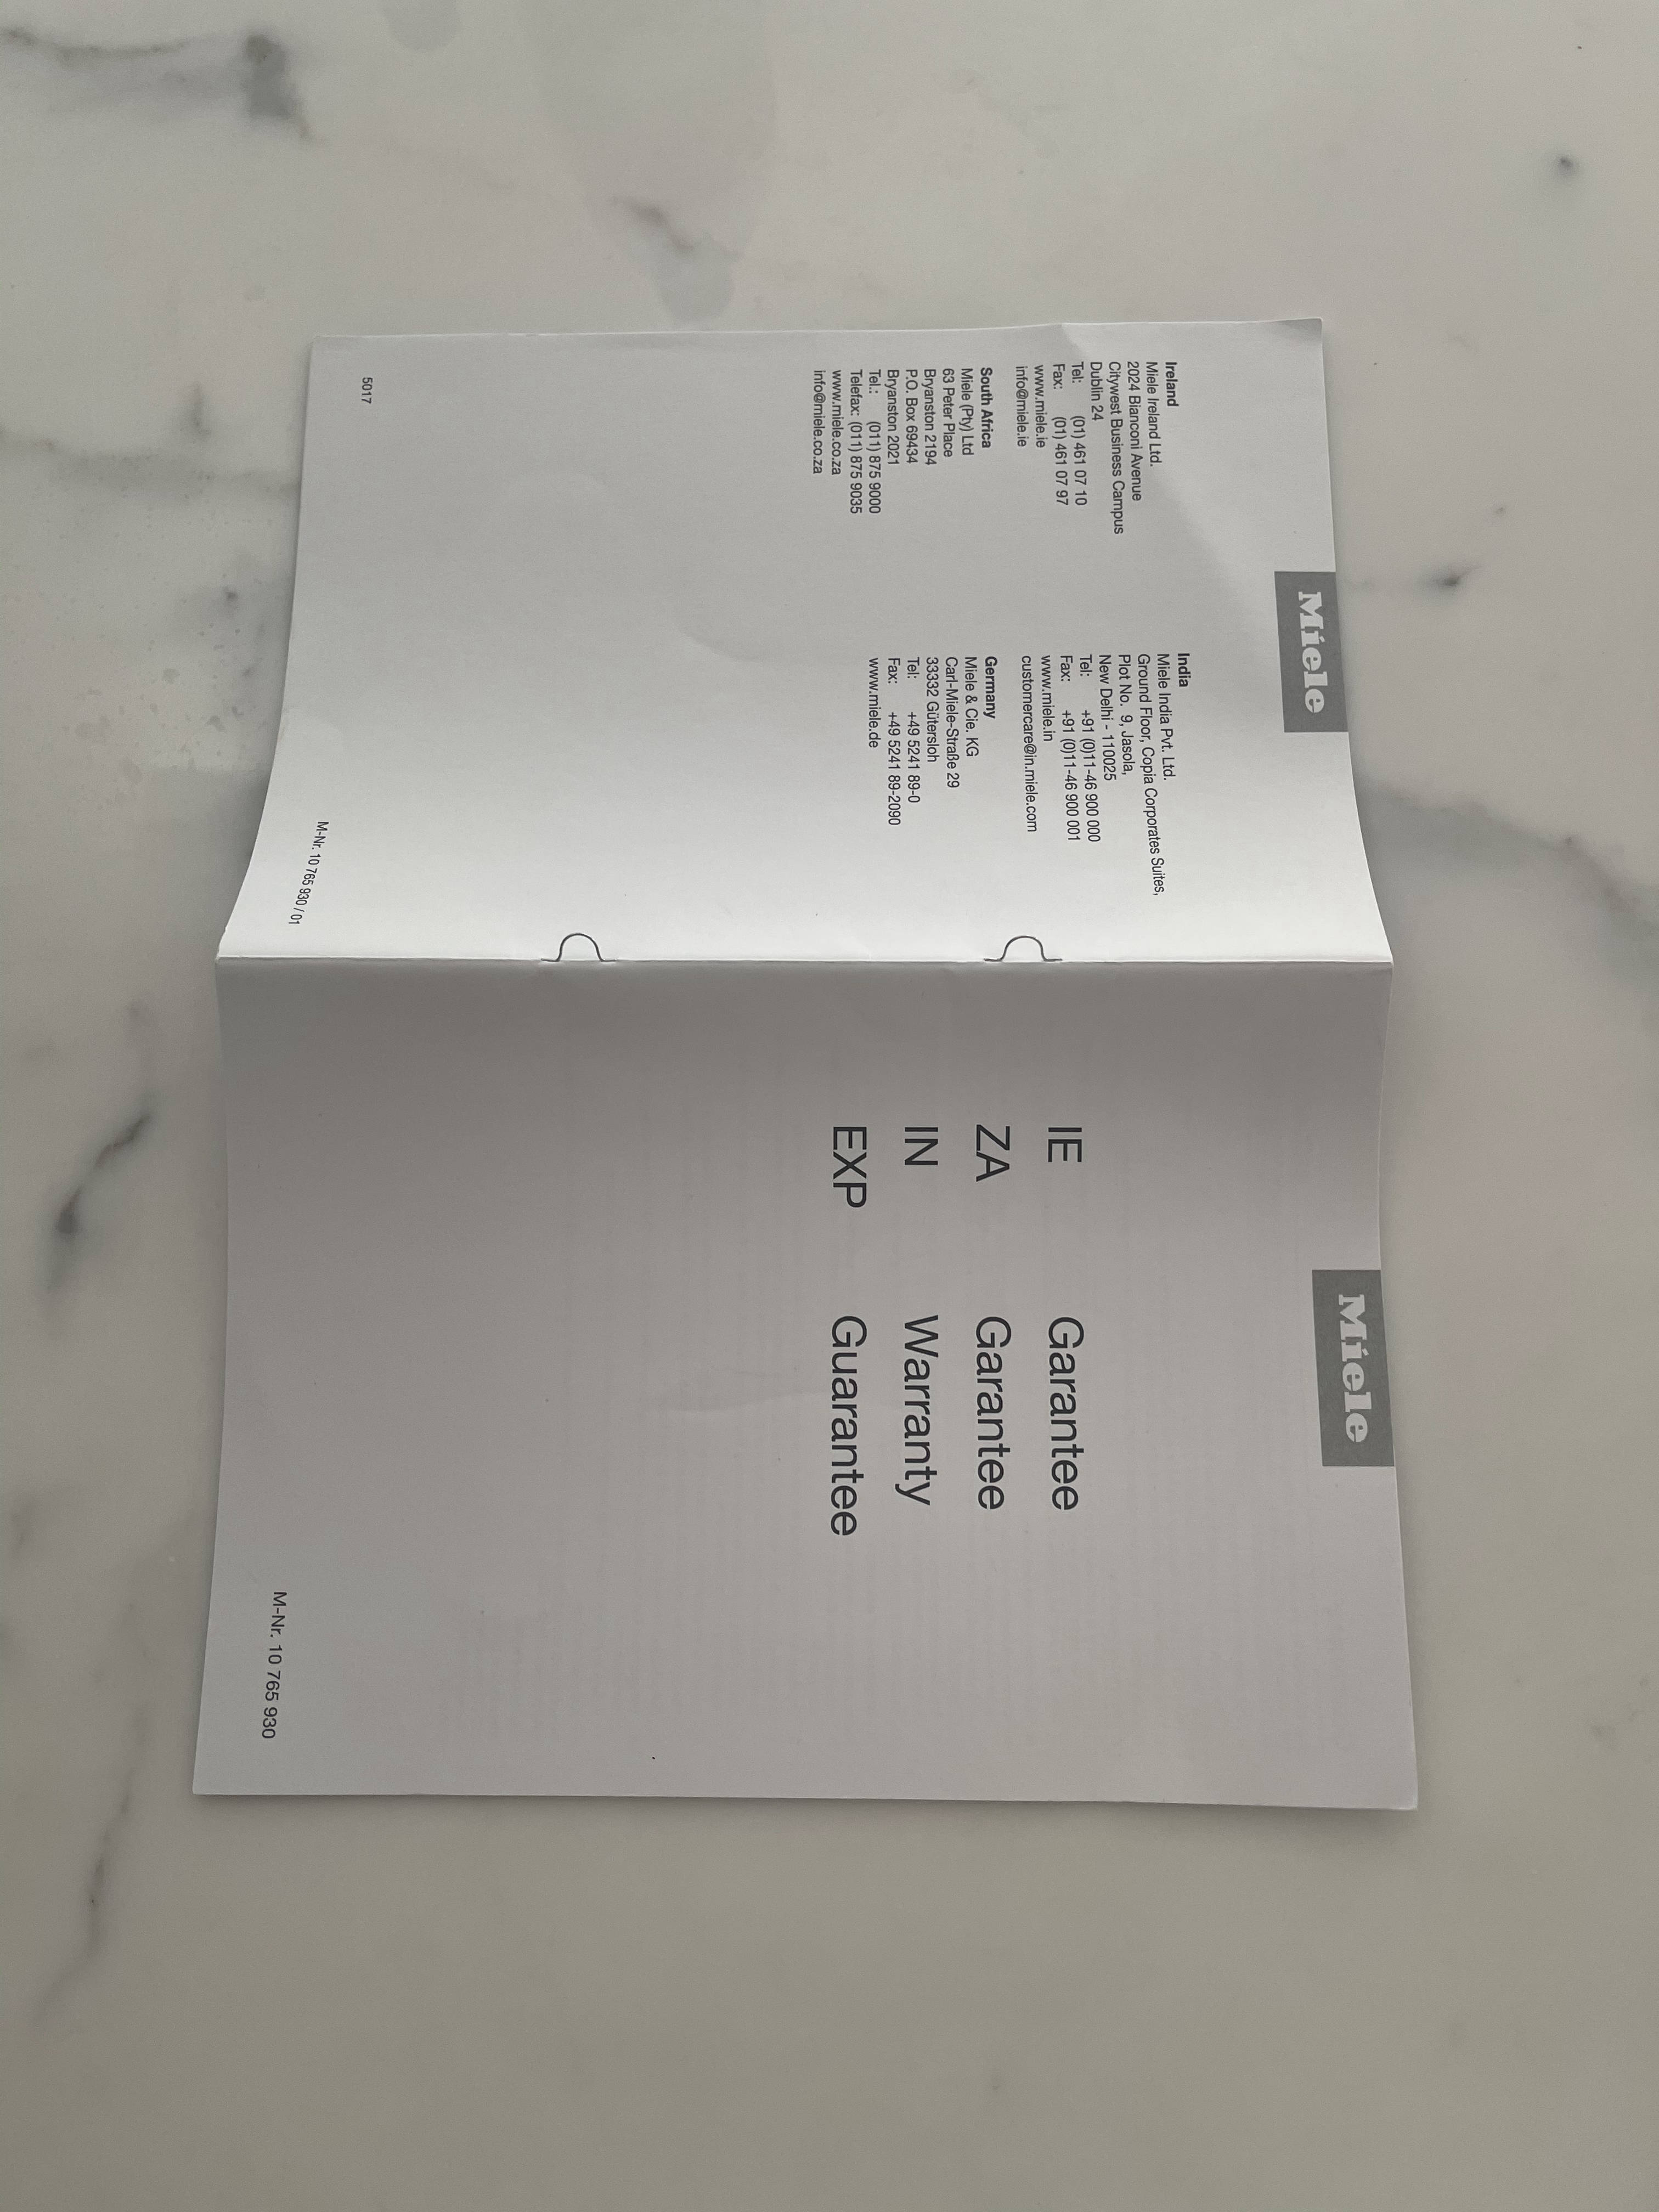 Miele
Ireland
Miele Ireland Ltd.
2024 Bianconi Avenue
Citywest Business Campus
Dublin 24
Tel: (01) 461 07 10
Fax: (01) 461 07 97
www.miele.ie
info@miele.ie
South Africa
Miele (Pty) Ltd
63 Peter Place
Bryanston 2194
P.O. Box 69434
Bryanston 2021
Tel.: (011) 875 9000
Telefax: (011) 875 9035
www.miele.co.za
info@miele.co.za
India
Miele India Pvt. Ltd.
Ground Floor, Copia Corporates Suites,
Plot No. 9, Jasola,
New Delhi - 110025
Tel: +91 (0)11-46 900 000
Fax: +91 (0)11-46 900 001
www.miele.in
customercare@in.miele.com
Germany
Miele & Cie. KG
Carl-Miele-Straße 29
33332 Gütersloh
Tel: +49 5241 89-0
Fax: +49 5241 89-2090
www.miele.de
5017
M-Nr. 10 765 930 / 01
Miele
IE Garantee
ZA Garantee
IN Warranty
EXP Guarantee
M-Nr. 10 765 930